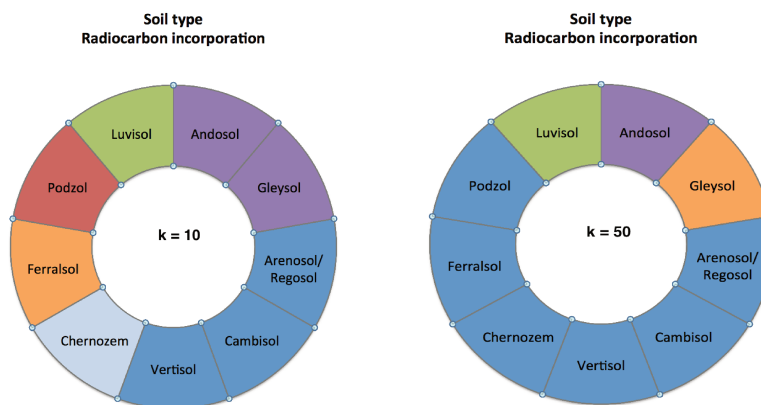 Soil type
Radiocarbon incorporation
Luvisol
Andosol
Podzol
Gleysol
k = 10
Ferralsol
Arenosol/
Regosol
Chernozem
Cambisol
Vertisol
Soil type
Radiocarbon incorporation
Luvisol
Andosol
Podzol
Gleysol
k = 50
Ferralsol
Arenosol/
Regosol
Chernozem
Cambisol
Vertisol